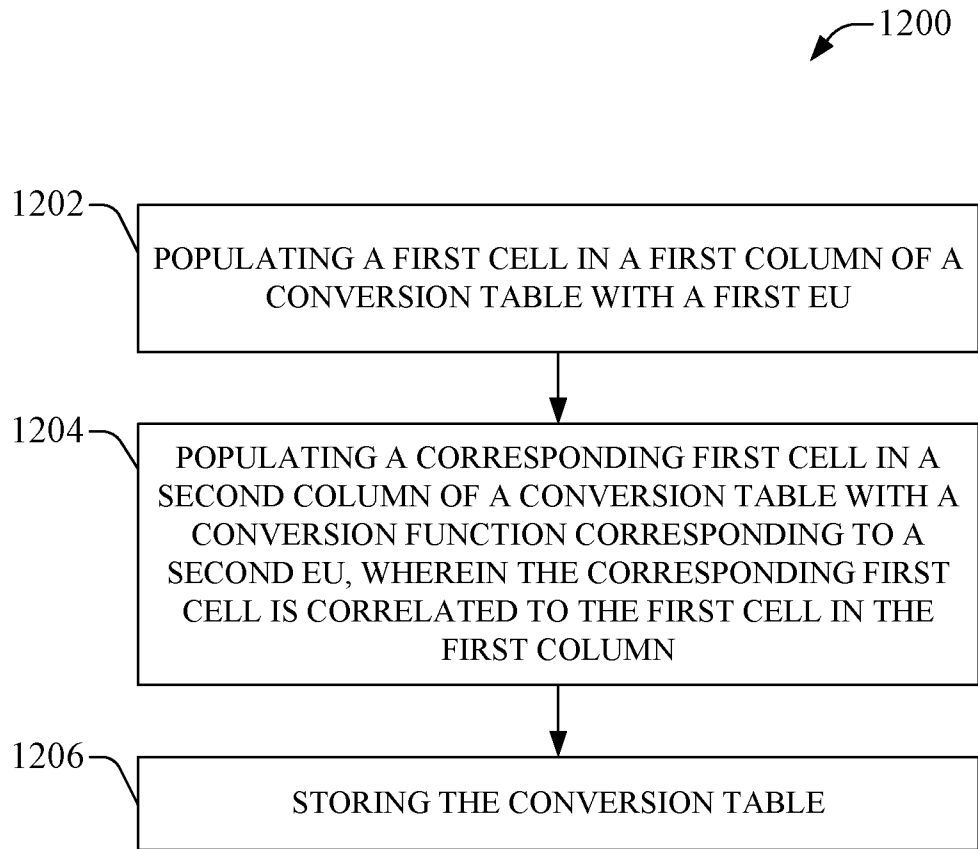 1200
1202
POPULATING A FIRST CELL IN A FIRST COLUMN OF A
CONVERSION TABLE WITH A FIRST EU
1204
POPULATING A CORRESPONDING FIRST CELL IN A
SECOND COLUMN OF A CONVERSION TABLE WITH A
CONVERSION FUNCTION CORRESPONDING TO A
SECOND EU, WHEREIN THE CORRESPONDING FIRST
CELL IS CORRELATED TO THE FIRST CELL IN THE
FIRST COLUMN
1206
STORING THE CONVERSION TABLE